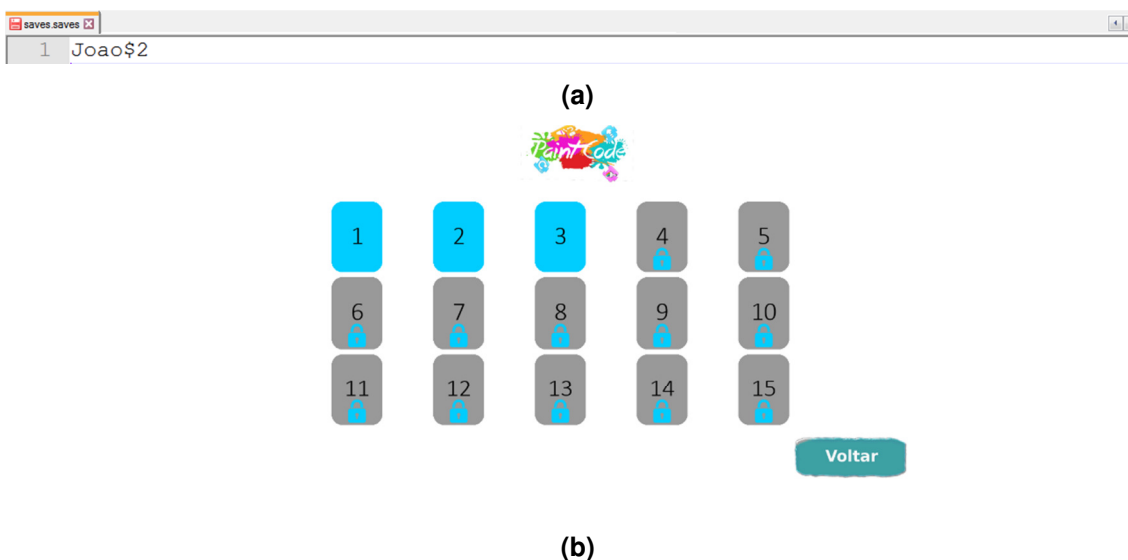 saves.saves
1 Joao$2
(a)
Paint Code
1 2 3 4 5
6 7 8 9 10
11 12 13 14 15
Voltar
(b)